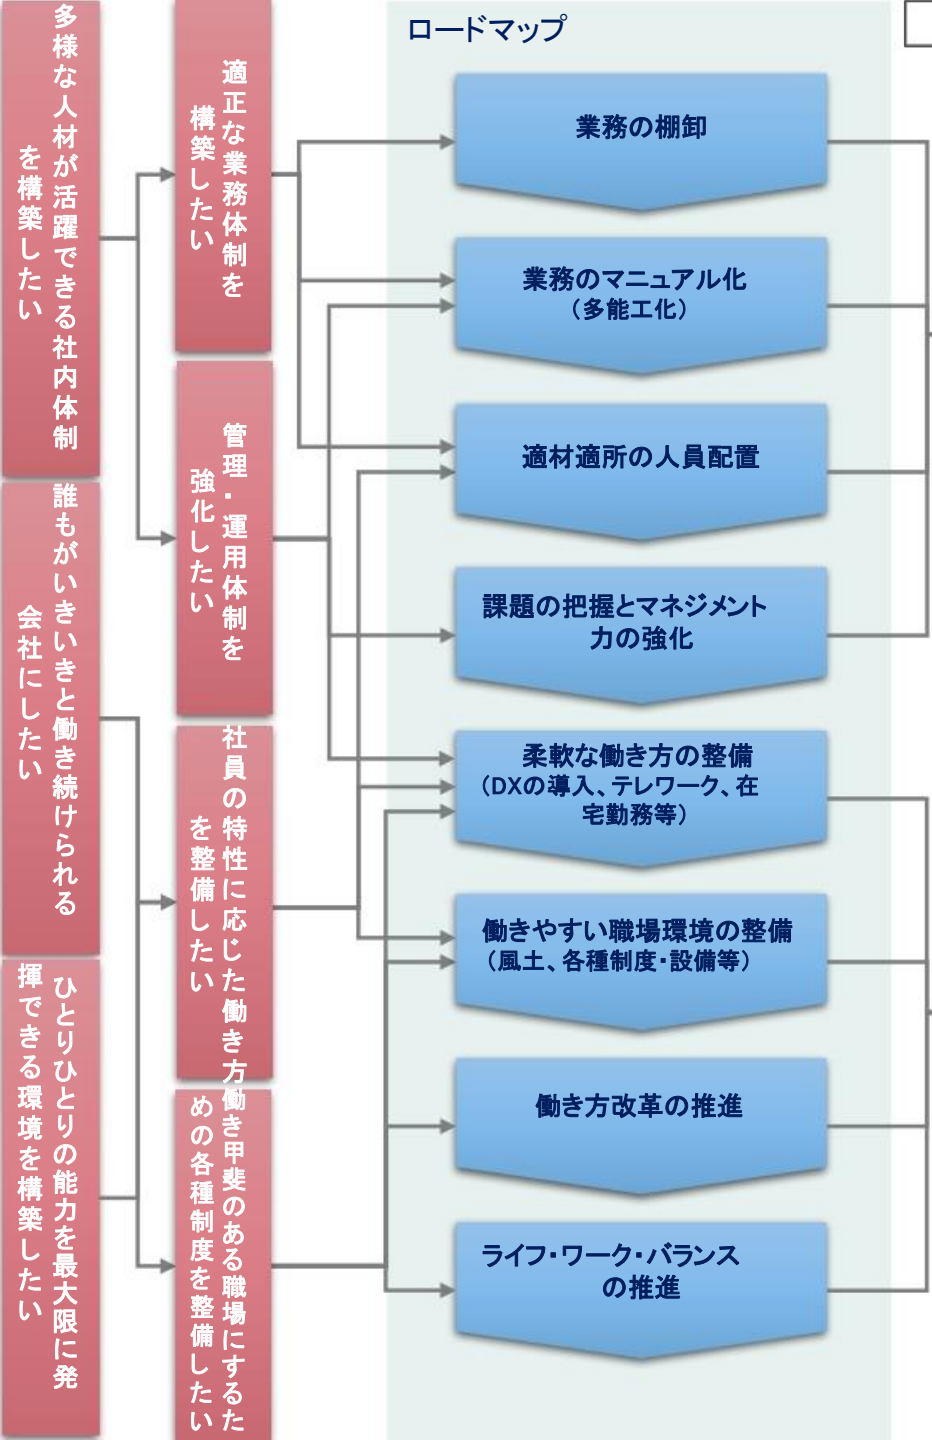 多様な人材が活躍できる社内体制
を構築したい
誰もがいきいきと働き続けられる
会社にしたい
ひとりひとりの能力を最大限に発
揮できる環境を構築したい
適正な業務体制を
構築したい
管理・運用体制を
強化したい
社員の特性に応じた働き方
を整備したい
働き甲斐のある職場にするた
めの各種制度を整備したい
ロードマップ
業務の棚卸
業務のマニュアル化
（多能工化）
適材適所の人員配置
課題の把握とマネジメント
力の強化
柔軟な働き方の整備
（DXの導入、テレワーク、在
宅勤務等）
働きやすい職場環境の整備
（風土、各種制度・設備等）
働き方改革の推進
ライフ・ワーク・バランス
の推進